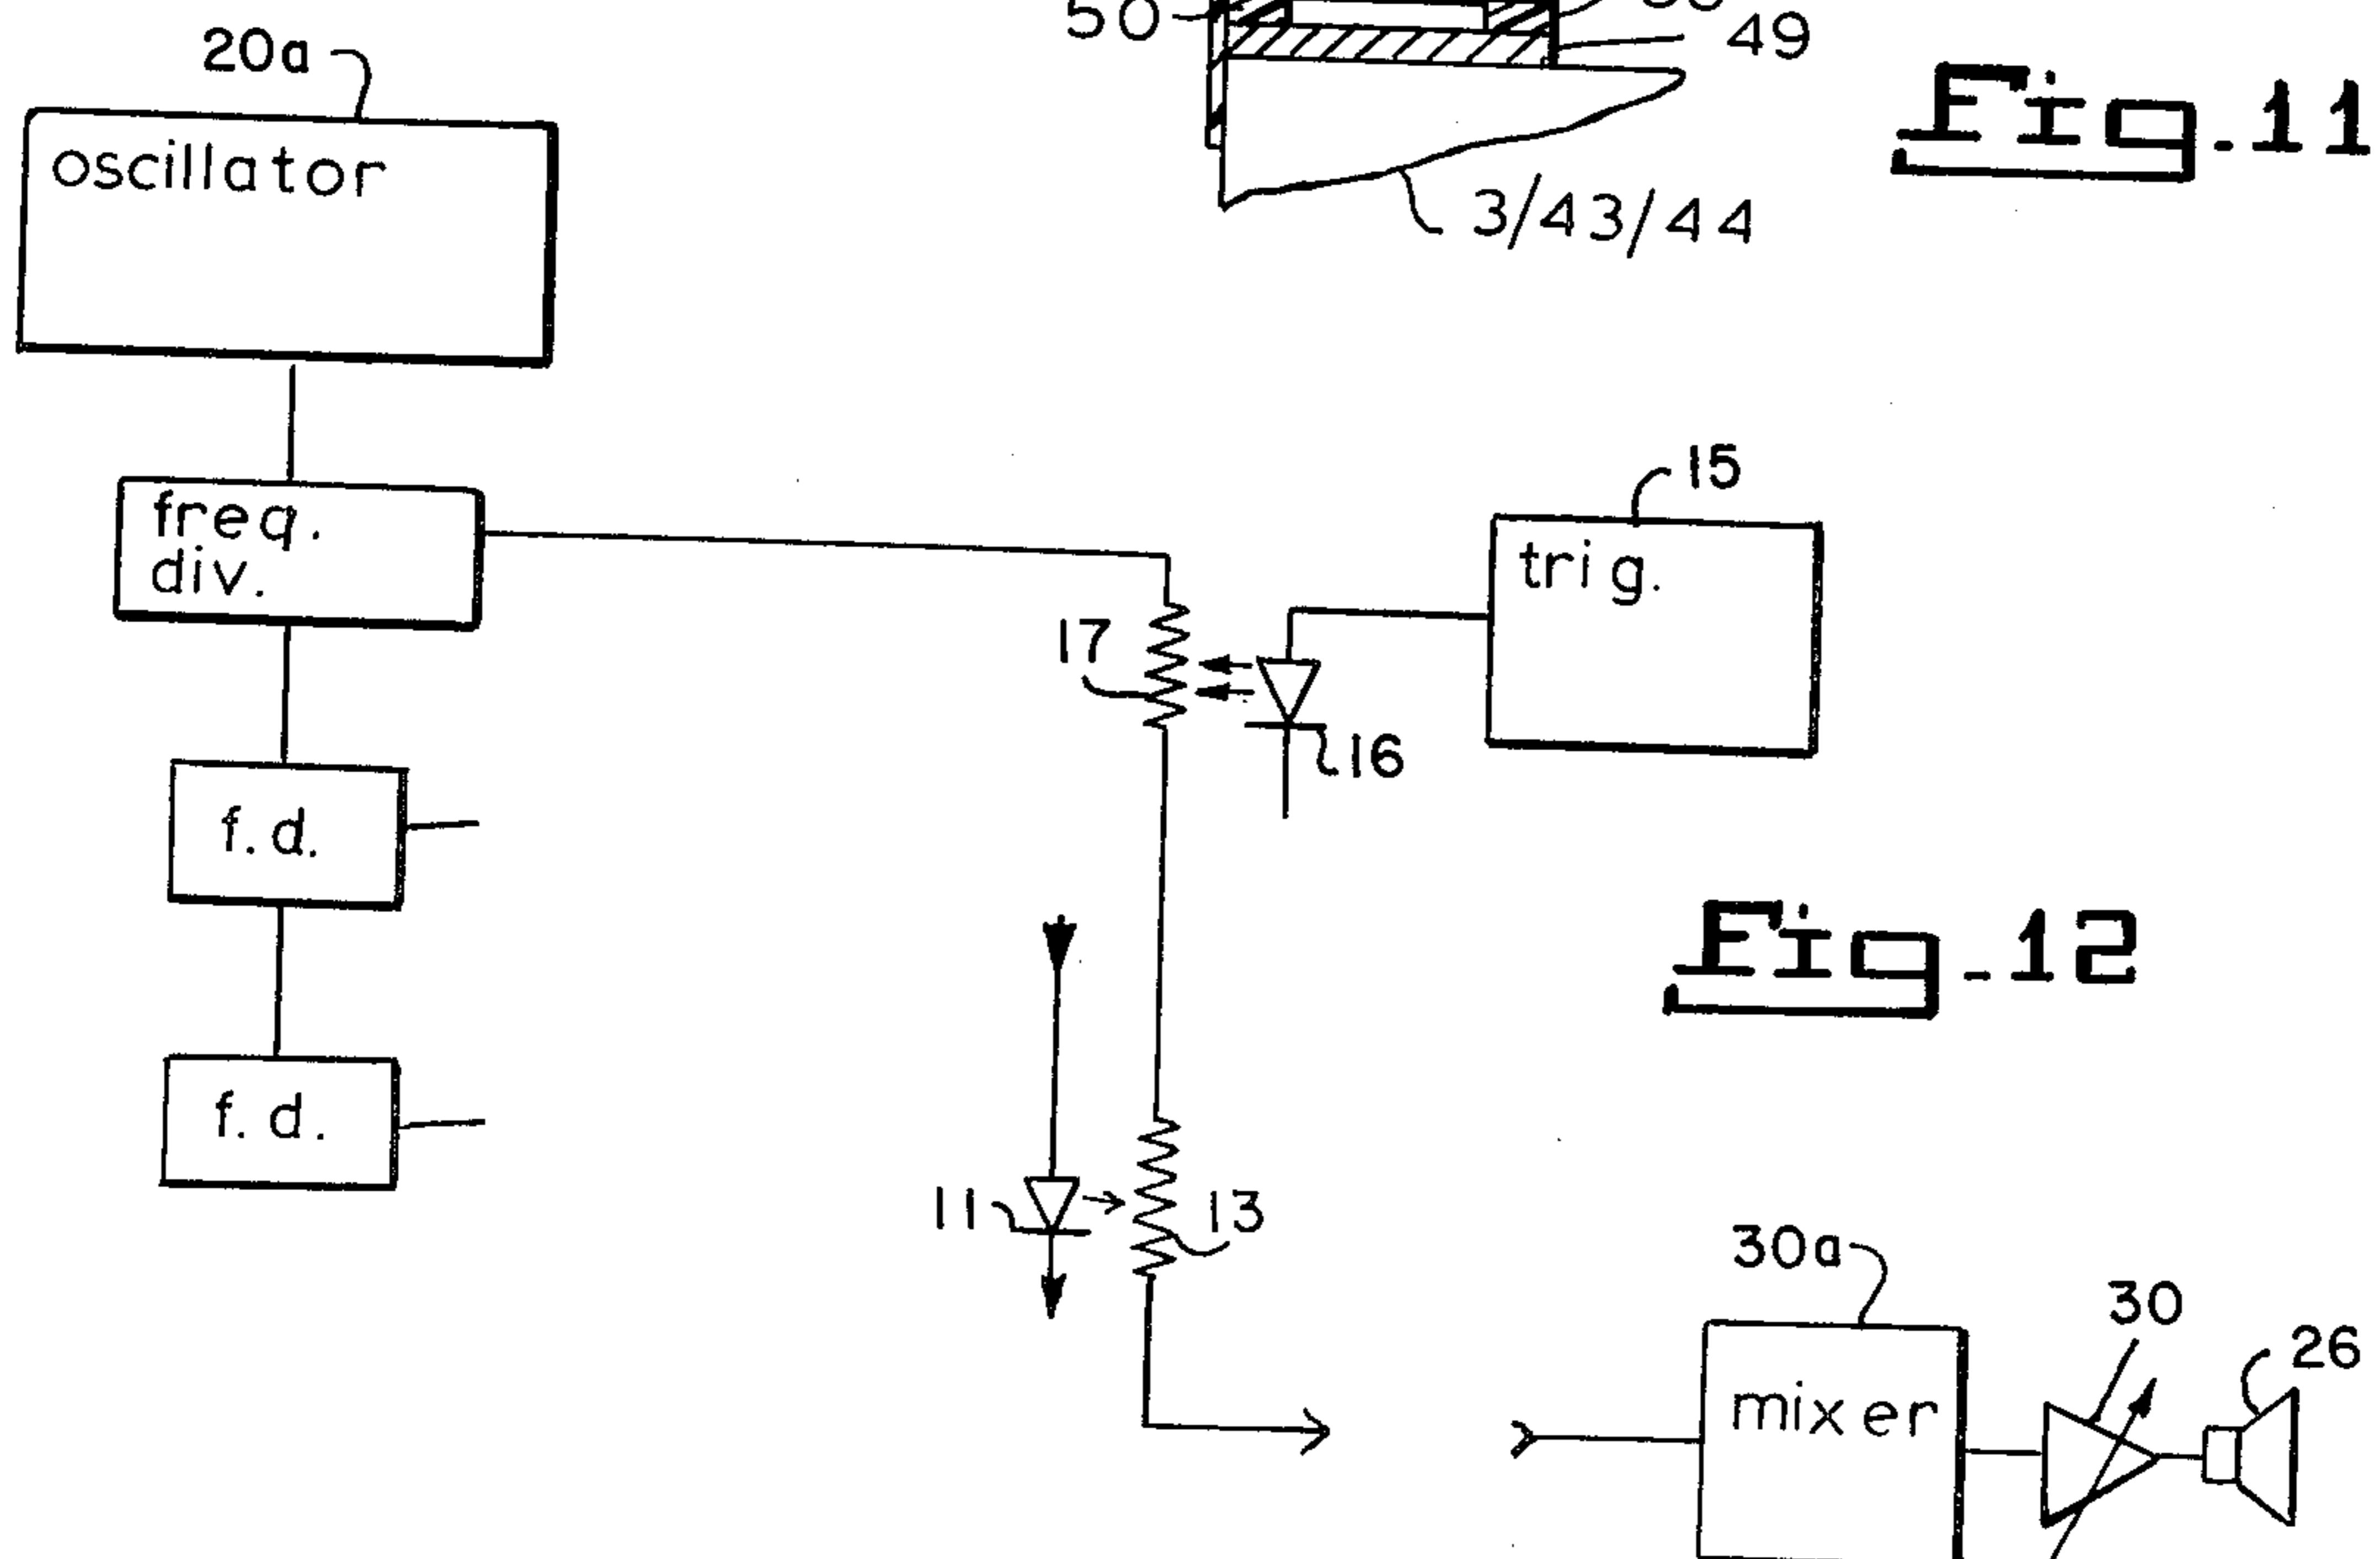 50
49
20a
Fig.11
oscillator
3/43/44
15
freq.
div.
trig.
17
16
f.d.
Fig.12
f.d.
11
13
30a
30
26
mixer